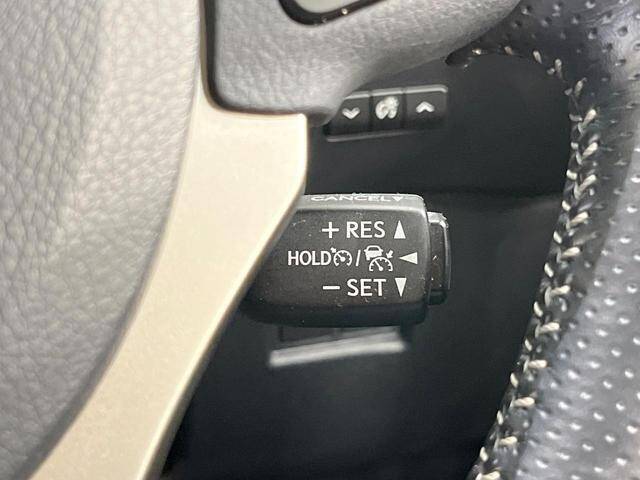 CANCEL
+ RES ▲
HOLD / ◀
− SET ▼